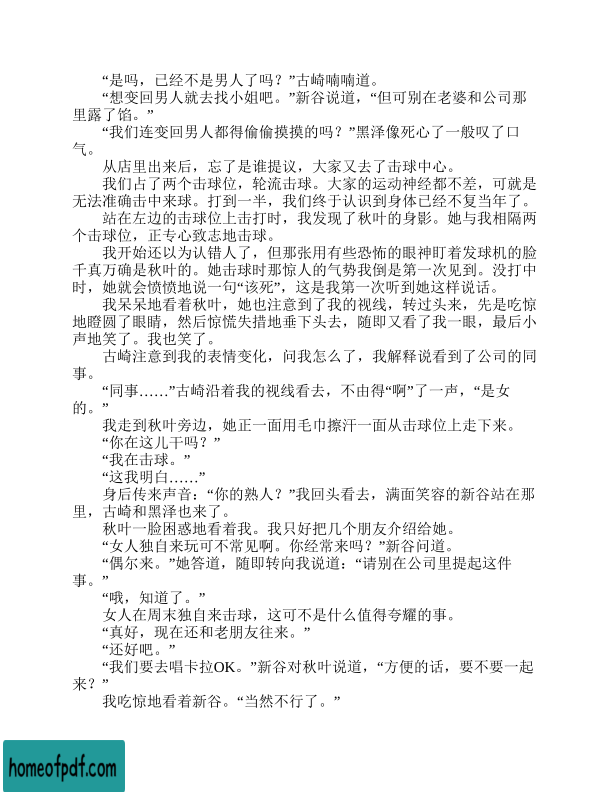 “是吗，已经不是男人了吗？”古崎喃喃道。
“想变回男人就去找小姐吧。”新谷说道，“但可别在老婆和公司那
里露了馅。”
“我们连变回男人都得偷偷摸摸的吗？”黑泽像死心了一般叹了口
气。
从店里出来后，忘了是谁提议，大家又去了击球中心。
我们占了两个击球位，轮流击球。大家的运动神经都不差，可就是
无法准确击中来球。打到一半，我们终于认识到身体已经不复当年了。
站在左边的击球位上击打时，我发现了秋叶的身影。她与我相隔两
个击球位，正专心致志地击球。
我开始还以为认错人了，但那张用有些恐怖的眼神盯着发球机的脸
千真万确是秋叶的。她击球时那惊人的气势我倒是第一次见到。没打中
时，她就会愤愤地说一句“该死”，这是我第一次听到她这样说话。
我呆呆地看着秋叶，她也注意到了我的视线，转过头来，先是吃惊
地瞪圆了眼睛，然后惊慌失措地垂下头去，随即又看了我一眼，最后小
声地笑了。我也笑了。
古崎注意到我的表情变化，问我怎么了，我解释说看到了公司的同
事。
“同事……”古崎沿着我的视线看去，不由得“啊”了一声，“是女
的。”
我走到秋叶旁边，她正一面用毛巾擦汗一面从击球位上走下来。
“你在这儿干吗？”
“我在击球。”
“这我明白……”
身后传来声音：“你的熟人？”我回头看去，满面笑容的新谷站在那
里，古崎和黑泽也来了。
秋叶一脸困惑地看着我。我只好把几个朋友介绍给她。
“女人独自来玩可不常见啊。你经常来吗？”新谷问道。
“偶尔来。”她答道，随即转向我说道：“请别在公司里提起这件
事。”
“哦，知道了。”
女人在周末独自来击球，这可不是什么值得夸耀的事。
“真好，现在还和老朋友往来。”
“还好吧。”
“我们要去唱卡拉OK。”新谷对秋叶说道，“方便的话，要不要一起
来？”
我吃惊地看着新谷。“当然不行了。”
homeofpdf.com